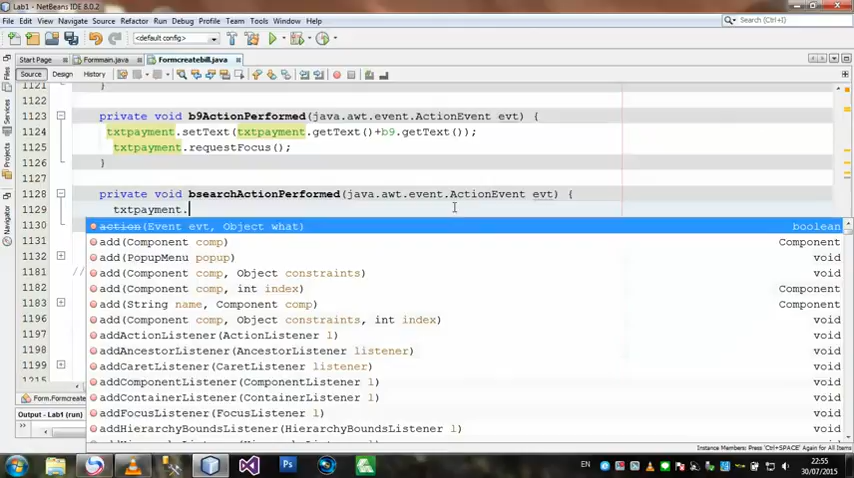 Lab1 - NetBeans IDE 8.0.2
File Edit View Navigate Source Refactor Run Debug Profile Team Tools Window Help
Search (Ctrl+I)
<default config>
Start Page Formmain.java Formcreatebill.java
Source Design History
1121 }
1122
1123 private void b9ActionPerformed(java.awt.event.ActionEvent evt) {
1124 txtpayment.setText(txtpayment.getText()+b9.getText());
1125 txtpayment.requestFocus();
1126 }
1127
1128 private void bsearchActionPerformed(java.awt.event.ActionEvent evt) {
1129 txtpayment.
1130 action(Event evt, Object what) boolean
1131 add(Component comp) Component
1132 add(PopupMenu popup) void
1181 // add(Component comp, Object constraints) void
1182 add(Component comp, int index) Component
1183 add(String name, Component comp) Component
1196 add(Component comp, Object constraints, int index) void
1197 addActionListener(ActionListener l) void
1198 addAncestorListener(AncestorListener listener) void
1199 addCaretListener(CaretListener listener) void
1215 addComponentListener(ComponentListener l) void
Form.Formcreate addContainerListener(ContainerListener l) void
Output - Lab1 (run) addFocusListener(FocusListener l) void
addHierarchyBoundsListener(HierarchyBoundsListener l) void
Instance Members; Press 'Ctrl+SPACE' Again for All Items
Files
Services
Projects
Navigator
EN
22:55
30/07/2015